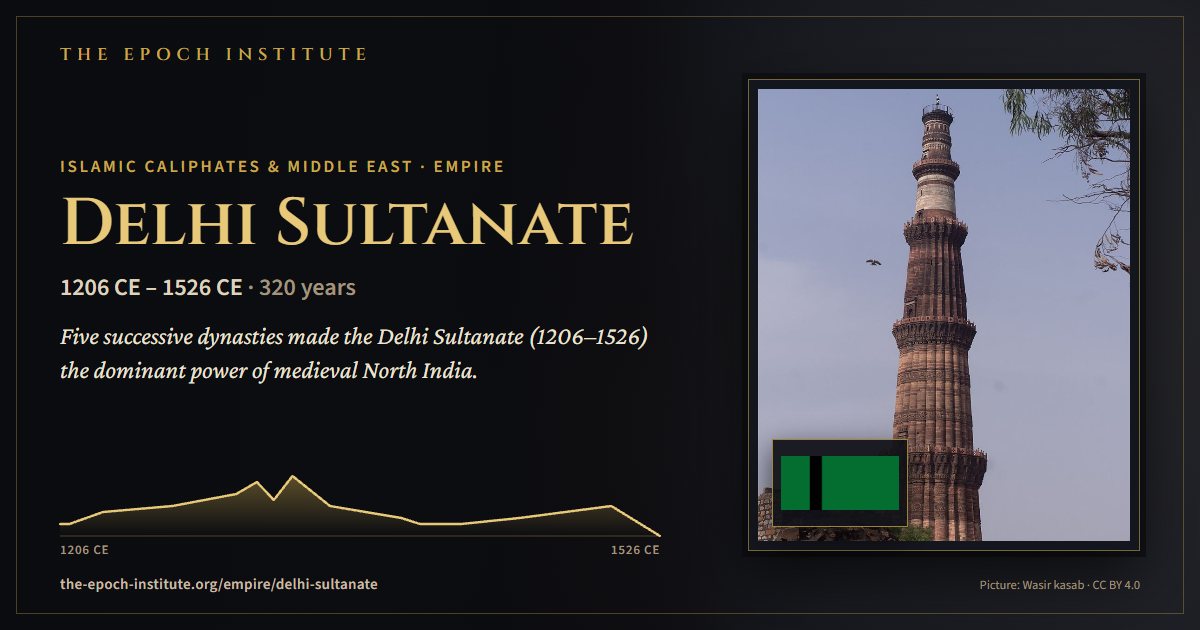 THE EPOCH INSTITUTE
ISLAMIC CALIPHATES & MIDDLE EAST · EMPIRE
DELHI SULTANATE
1206 CE – 1526 CE · 320 years
Five successive dynasties made the Delhi Sultanate (1206–1526)
the dominant power of medieval North India.
1206 CE
1526 CE
the-epoch-institute.org/empire/delhi-sultanate
Picture: Wasir kasab · CC BY 4.0